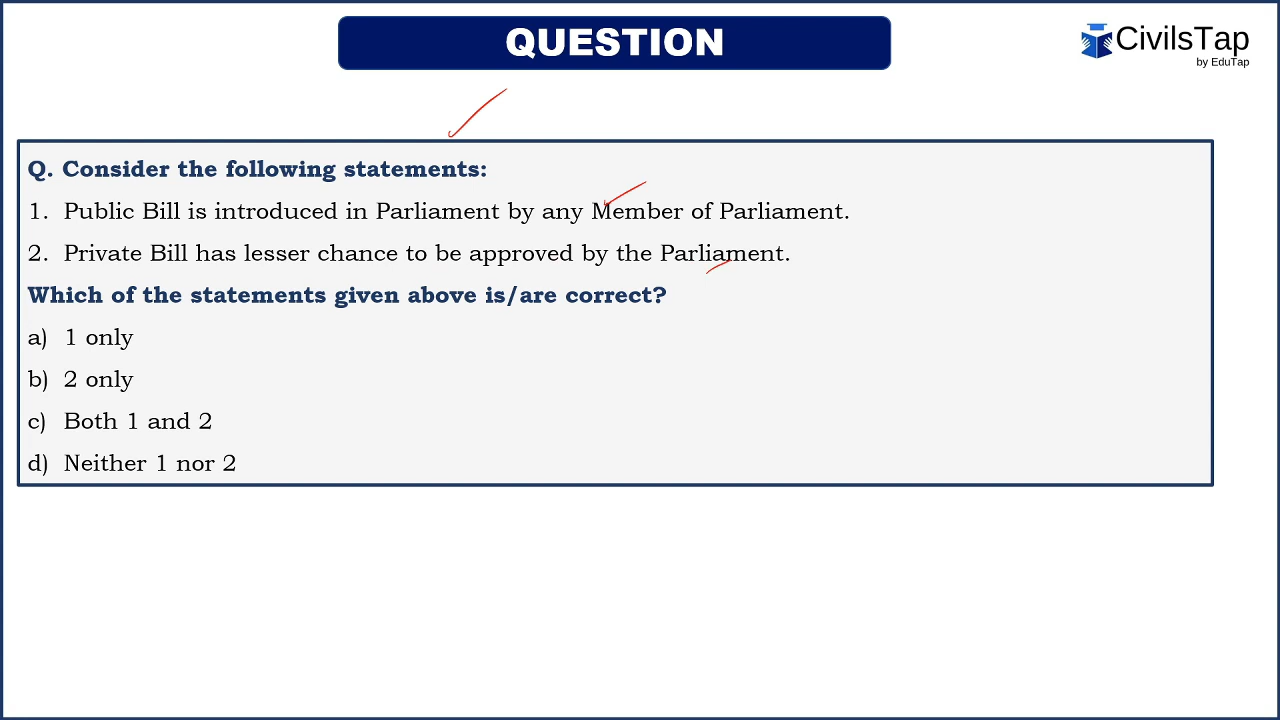 QUESTION
CivilsTap
by EduTap
Q. Consider the following statements:
1. Public Bill is introduced in Parliament by any Member of Parliament.
2. Private Bill has lesser chance to be approved by the Parliament.
Which of the statements given above is/are correct?
a) 1 only
b) 2 only
c) Both 1 and 2
d) Neither 1 nor 2